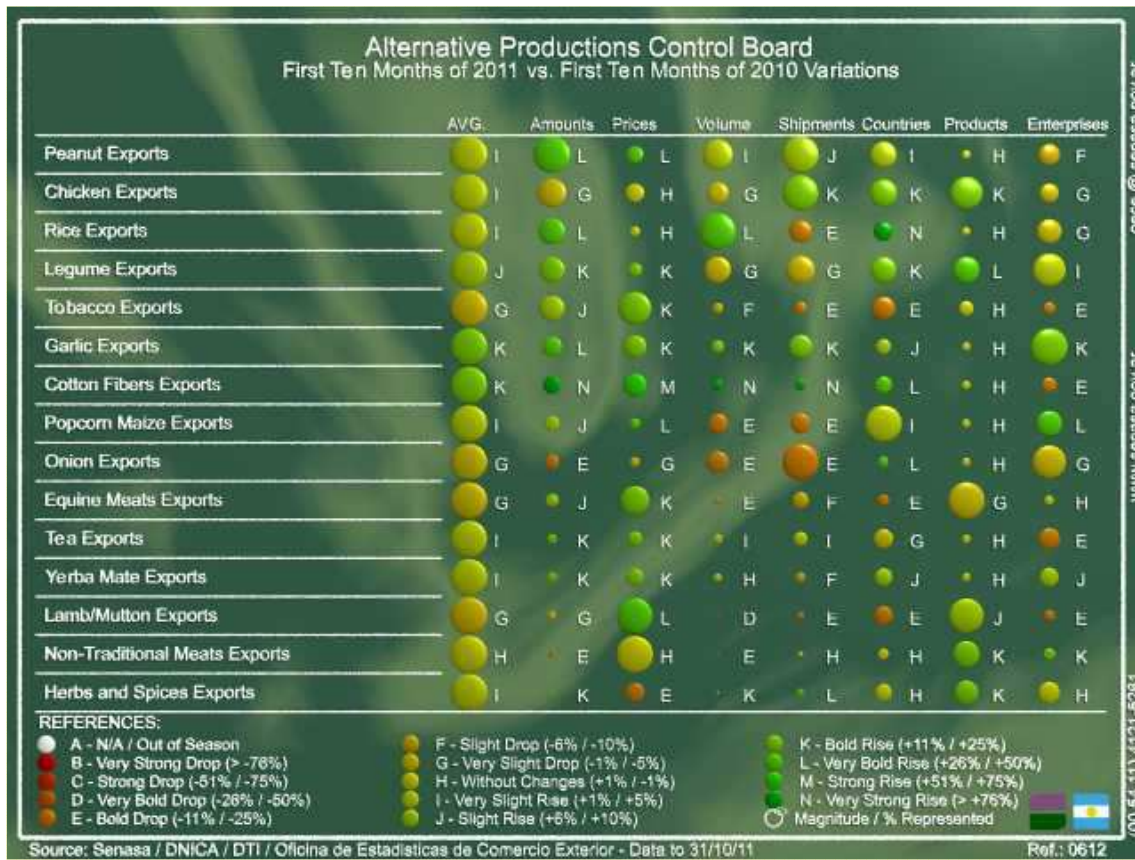 Alternative Productions Control Board
First Ten Months of 2011 vs. First Ten Months of 2010 Variations
AVG. Amounts Prices Volume Shipments Countries Products Enterprises
Peanut Exports I L L I J I H F
Chicken Exports I G H G K K K G
Rice Exports I L H L E N H G
Legume Exports J K K G G K L I
Tobacco Exports G J K F E E H E
Garlic Exports K L K K K J H K
Cotton Fibers Exports K N M N N L H E
Popcorn Maize Exports I J L E E I H L
Onion Exports G E G E E L H G
Equine Meats Exports G J K E F E G H
Tea Exports I K K I I G H E
Yerba Mate Exports I K K H F J H J
Lamb/Mutton Exports G G L D E E J E
Non-Traditional Meats Exports H E H E H H K K
Herbs and Spices Exports I K E K L H K H
REFERENCES:
A - N/A / Out of Season
B - Very Strong Drop (> -76%)
C - Strong Drop (-51% / -75%)
D - Very Bold Drop (-26% / -50%)
E - Bold Drop (-11% / -25%)
F - Slight Drop (-6% / -10%)
G - Very Slight Drop (-1% / -5%)
H - Without Changes (+1% / -1%)
I - Very Slight Rise (+1% / +5%)
J - Slight Rise (+6% / +10%)
K - Bold Rise (+11% / +25%)
L - Very Bold Rise (+26% / +50%)
M - Strong Rise (+51% / +75%)
N - Very Strong Rise (> +76%)
Magnitude / % Represented
Source: Senasa / DNICA / DTI / Oficina de Estadísticas de Comercio Exterior - Data to 31/10/11
Ref.: 0612